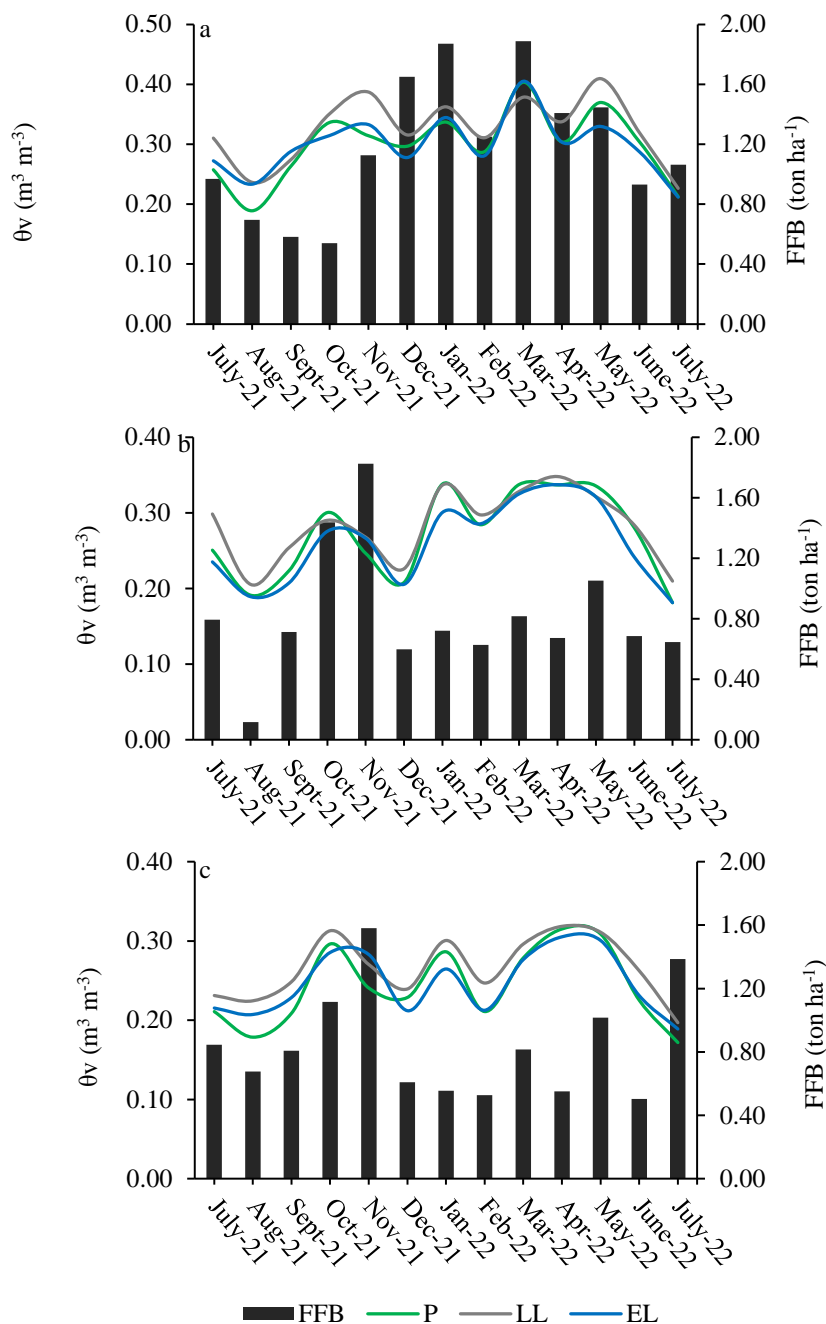 a
0.50 2.00
0.40 1.60
0.30 1.20
0.20 0.80
0.10 0.40
0.00 0.00
θv (m³ m⁻³)
FFB (ton ha⁻¹)
July-21 Aug-21 Sept-21 Oct-21 Nov-21 Dec-21 Jan-22 Feb-22 Mar-22 Apr-22 May-22 June-22 July-22
b
0.40 2.00
1.60
0.30
1.20
0.20
0.80
0.10
0.40
0.00 0.00
θv (m³ m⁻³)
FFB (ton ha⁻¹)
July-21 Aug-21 Sept-21 Oct-21 Nov-21 Dec-21 Jan-22 Feb-22 Mar-22 Apr-22 May-22 June-22 July-22
c
0.40 2.00
1.60
0.30
1.20
0.20
0.80
0.10
0.40
0.00 0.00
θv (m³ m⁻³)
FFB (ton ha⁻¹)
July-21 Aug-21 Sept-21 Oct-21 Nov-21 Dec-21 Jan-22 Feb-22 Mar-22 Apr-22 May-22 June-22 July-22
FFB P LL EL